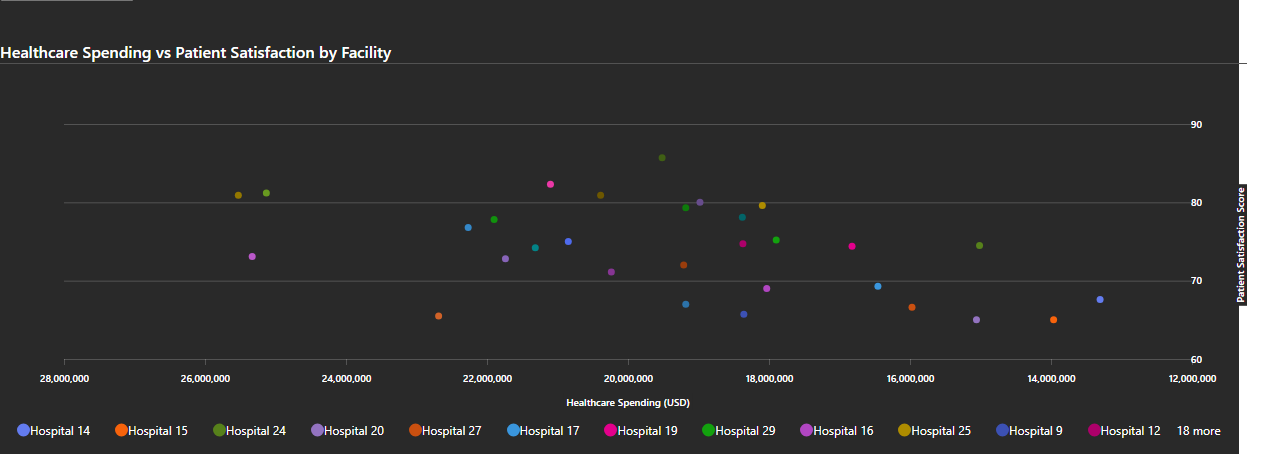 Healthcare Spending vs Patient Satisfaction by Facility
90
80
70
60
Patient Satisfaction Score
28,000,000 26,000,000 24,000,000 22,000,000 20,000,000 18,000,000 16,000,000 14,000,000 12,000,000
Healthcare Spending (USD)
Hospital 14 Hospital 15 Hospital 24 Hospital 20 Hospital 27 Hospital 17 Hospital 19 Hospital 29 Hospital 16 Hospital 25 Hospital 9 Hospital 12 18 more